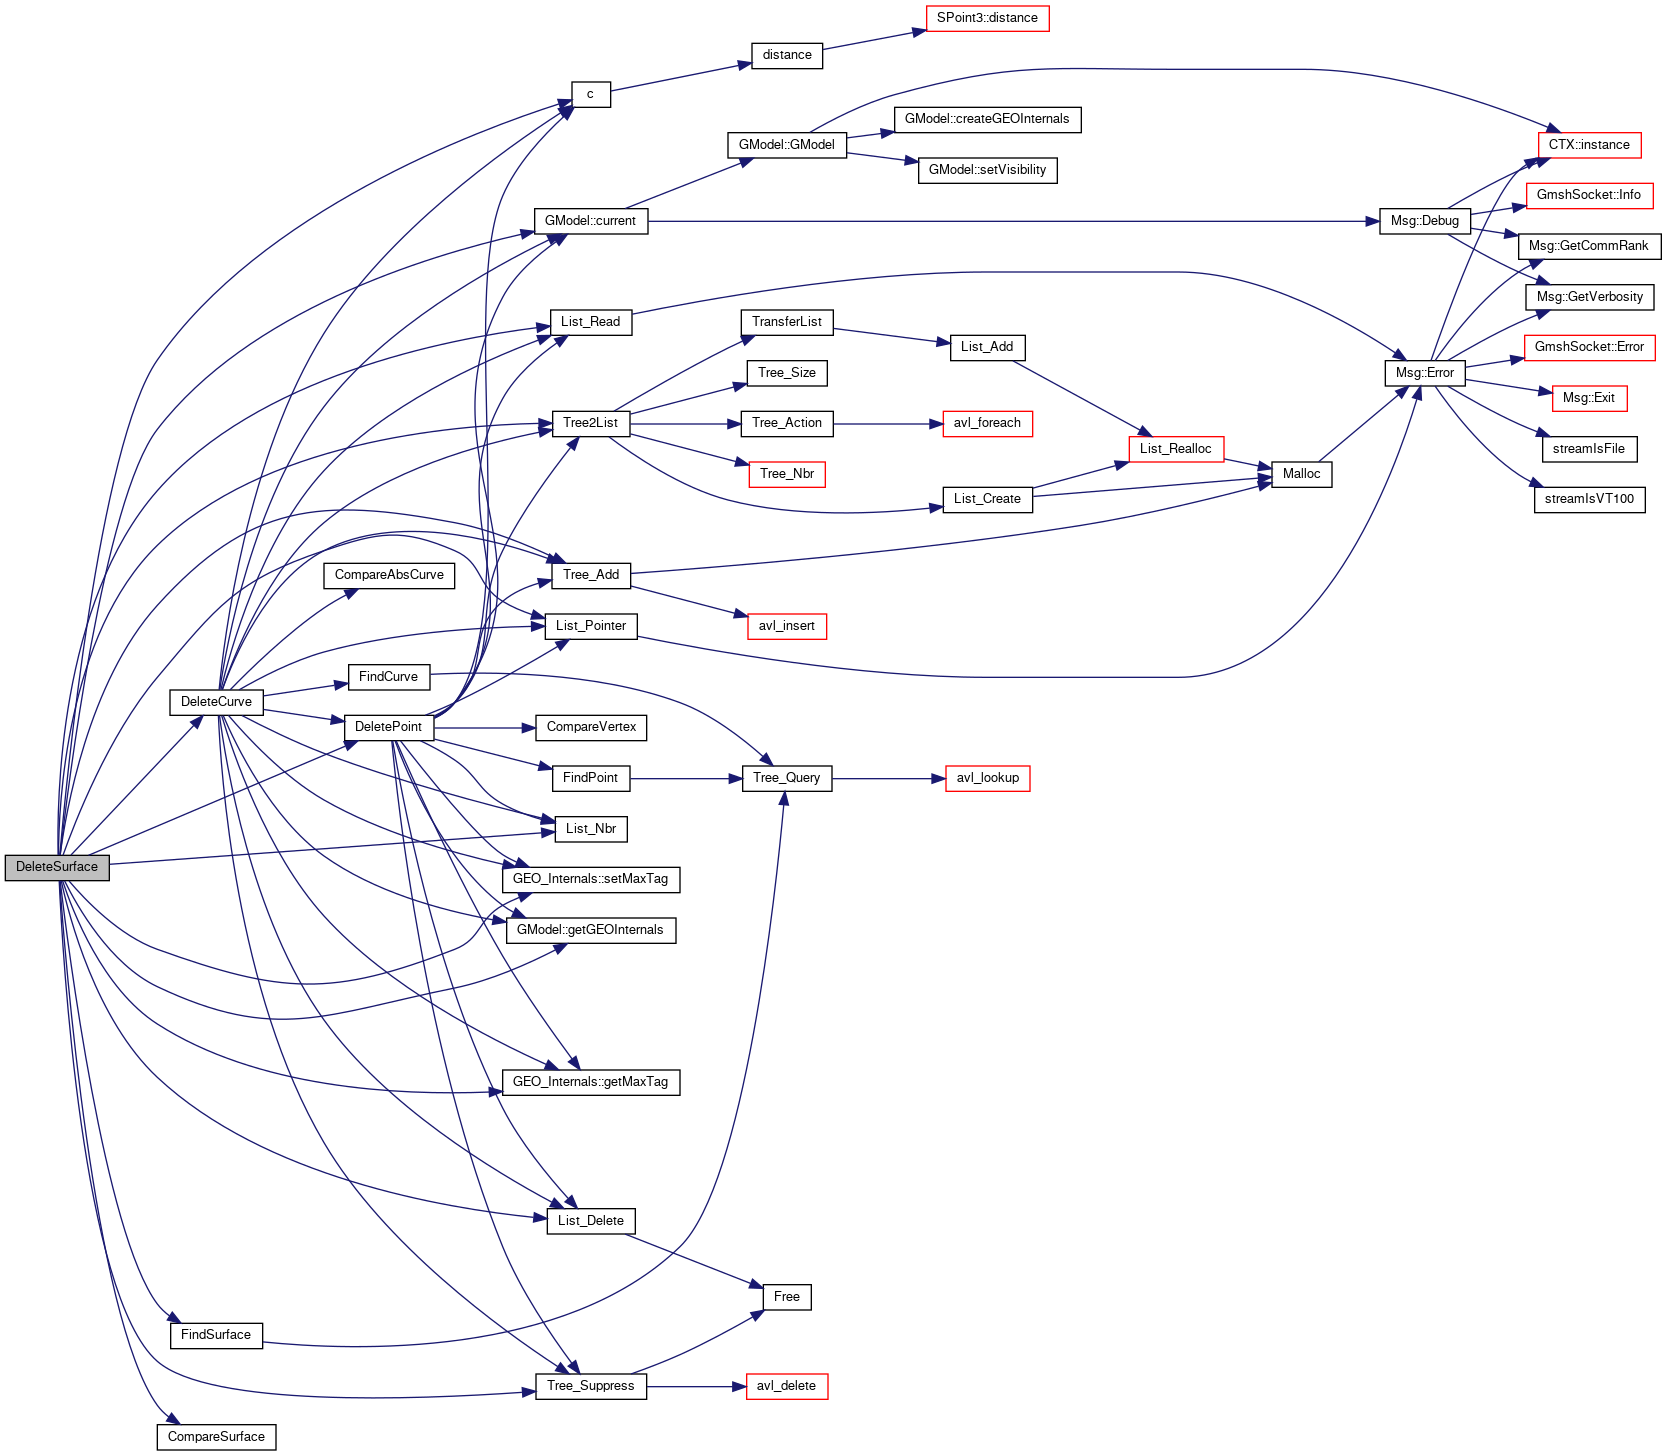 SPoint3::distance
distance
c
GModel::createGEOInternals
GModel::GModel
CTX::instance
GModel::setVisibility
GmshSocket::Info
GModel::current
Msg::Debug
Msg::GetCommRank
Msg::GetVerbosity
List_Read
TransferList
List_Add
GmshSocket::Error
Tree_Size
Msg::Error
Msg::Exit
Tree2List
Tree_Action
avl_foreach
List_Realloc
streamIsFile
Tree_Nbr
Malloc
List_Create
streamIsVT100
CompareAbsCurve
Tree_Add
List_Pointer
avl_insert
FindCurve
DeleteCurve
DeletePoint
CompareVertex
FindPoint
Tree_Query
avl_lookup
List_Nbr
DeleteSurface
GEO_Internals::setMaxTag
GModel::getGEOInternals
GEO_Internals::getMaxTag
List_Delete
Free
FindSurface
Tree_Suppress
avl_delete
CompareSurface